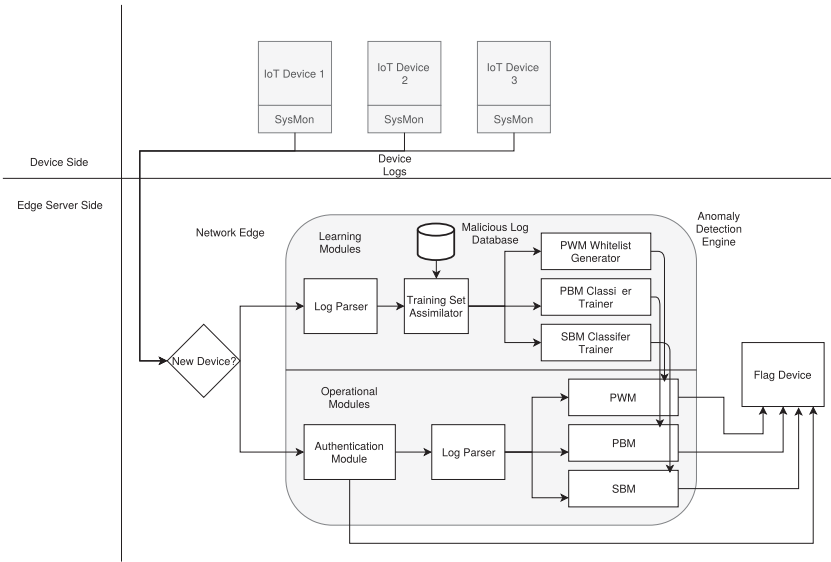 IoT Device 1
IoT Device
2
IoT Device
3
SysMon
SysMon
SysMon
Device Side
Device
Logs
Edge Server Side
Network Edge
Anomaly
Detection
Engine
Learning
Modules
Malicious Log
Database
PWM Whitelist
Generator
Log Parser
Training Set
Assimilator
PBM Classi er
Trainer
SBM Classifer
Trainer
New Device?
Flag Device
Operational
Modules
PWM
Authentication
Module
Log Parser
PBM
SBM